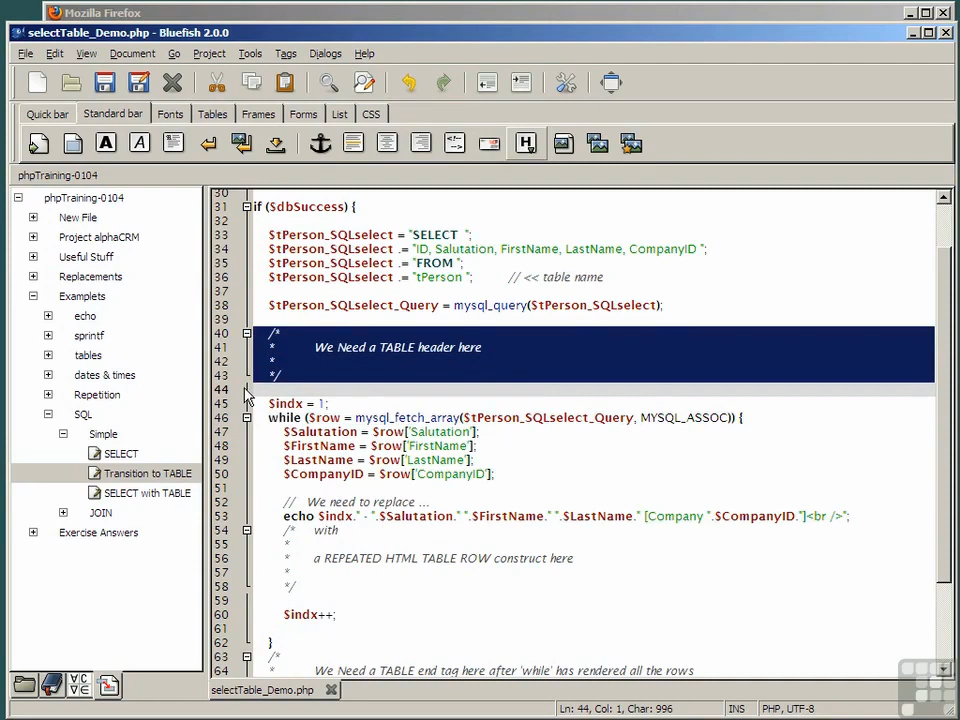 Mozilla Firefox
selectTable_Demo.php - Bluefish 2.0.0
File Edit View Document Go Project Tools Tags Dialogs Help
Quick bar Standard bar Fonts Tables Frames Forms List CSS
phpTraining-0104
phpTraining-0104
New File
Project alphaCRM
Useful Stuff
Replacements
Examplets
echo
sprintf
tables
dates & times
Repetition
SQL
Simple
SELECT
Transition to TABLE
SELECT with TABLE
JOIN
Exercise Answers
30
31 if ($dbSuccess) {
32
33 $tPerson_SQLselect = "SELECT ";
34 $tPerson_SQLselect .= "ID, Salutation, FirstName, LastName, CompanyID ";
35 $tPerson_SQLselect .= "FROM ";
36 $tPerson_SQLselect .= "tPerson "; // << table name
37
38 $tPerson_SQLselect_Query = mysql_query($tPerson_SQLselect);
39
40 /*
41 * We Need a TABLE header here
42 *
43 */
44
45 $indx = 1;
46 while ($row = mysql_fetch_array($tPerson_SQLselect_Query, MYSQL_ASSOC)) {
47 $Salutation = $row['Salutation'];
48 $FirstName = $row['FirstName'];
49 $LastName = $row['LastName'];
50 $CompanyID = $row['CompanyID'];
51
52 // We need to replace ...
53 echo $indx." - ".$Salutation." ".$FirstName." ".$LastName." [Company ".$CompanyID."]<br />";
54 /* with
55 *
56 * a REPEATED HTML TABLE ROW construct here
57 *
58 */
59
60 $indx++;
61
62 }
63 /*
64 * We Need a TABLE end tag here after 'while' has rendered all the rows
selectTable_Demo.php
Ln: 44, Col: 1, Char: 996 INS PHP, UTF-8